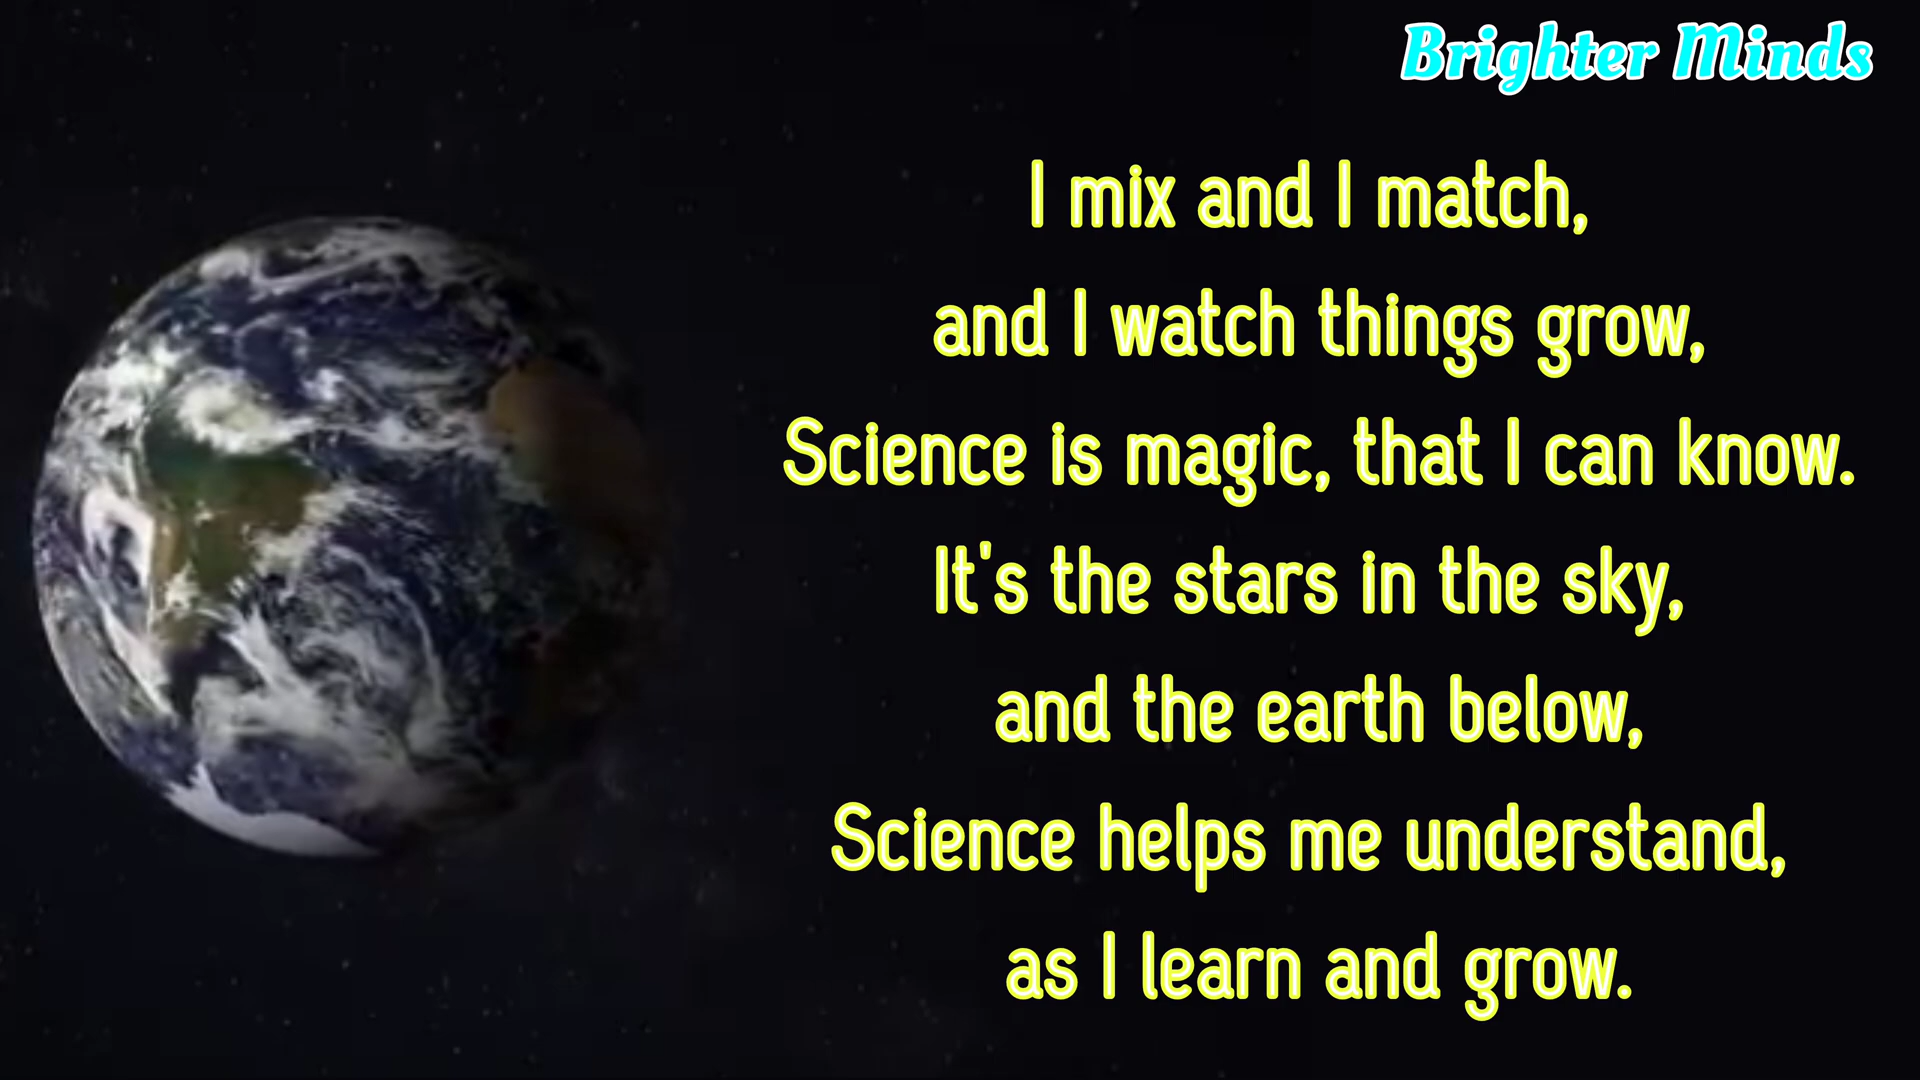 Brighter Minds
I mix and I match,
and I watch things grow,
Science is magic, that I can know.
It's the stars in the sky,
and the earth below,
Science helps me understand,
as I learn and grow.